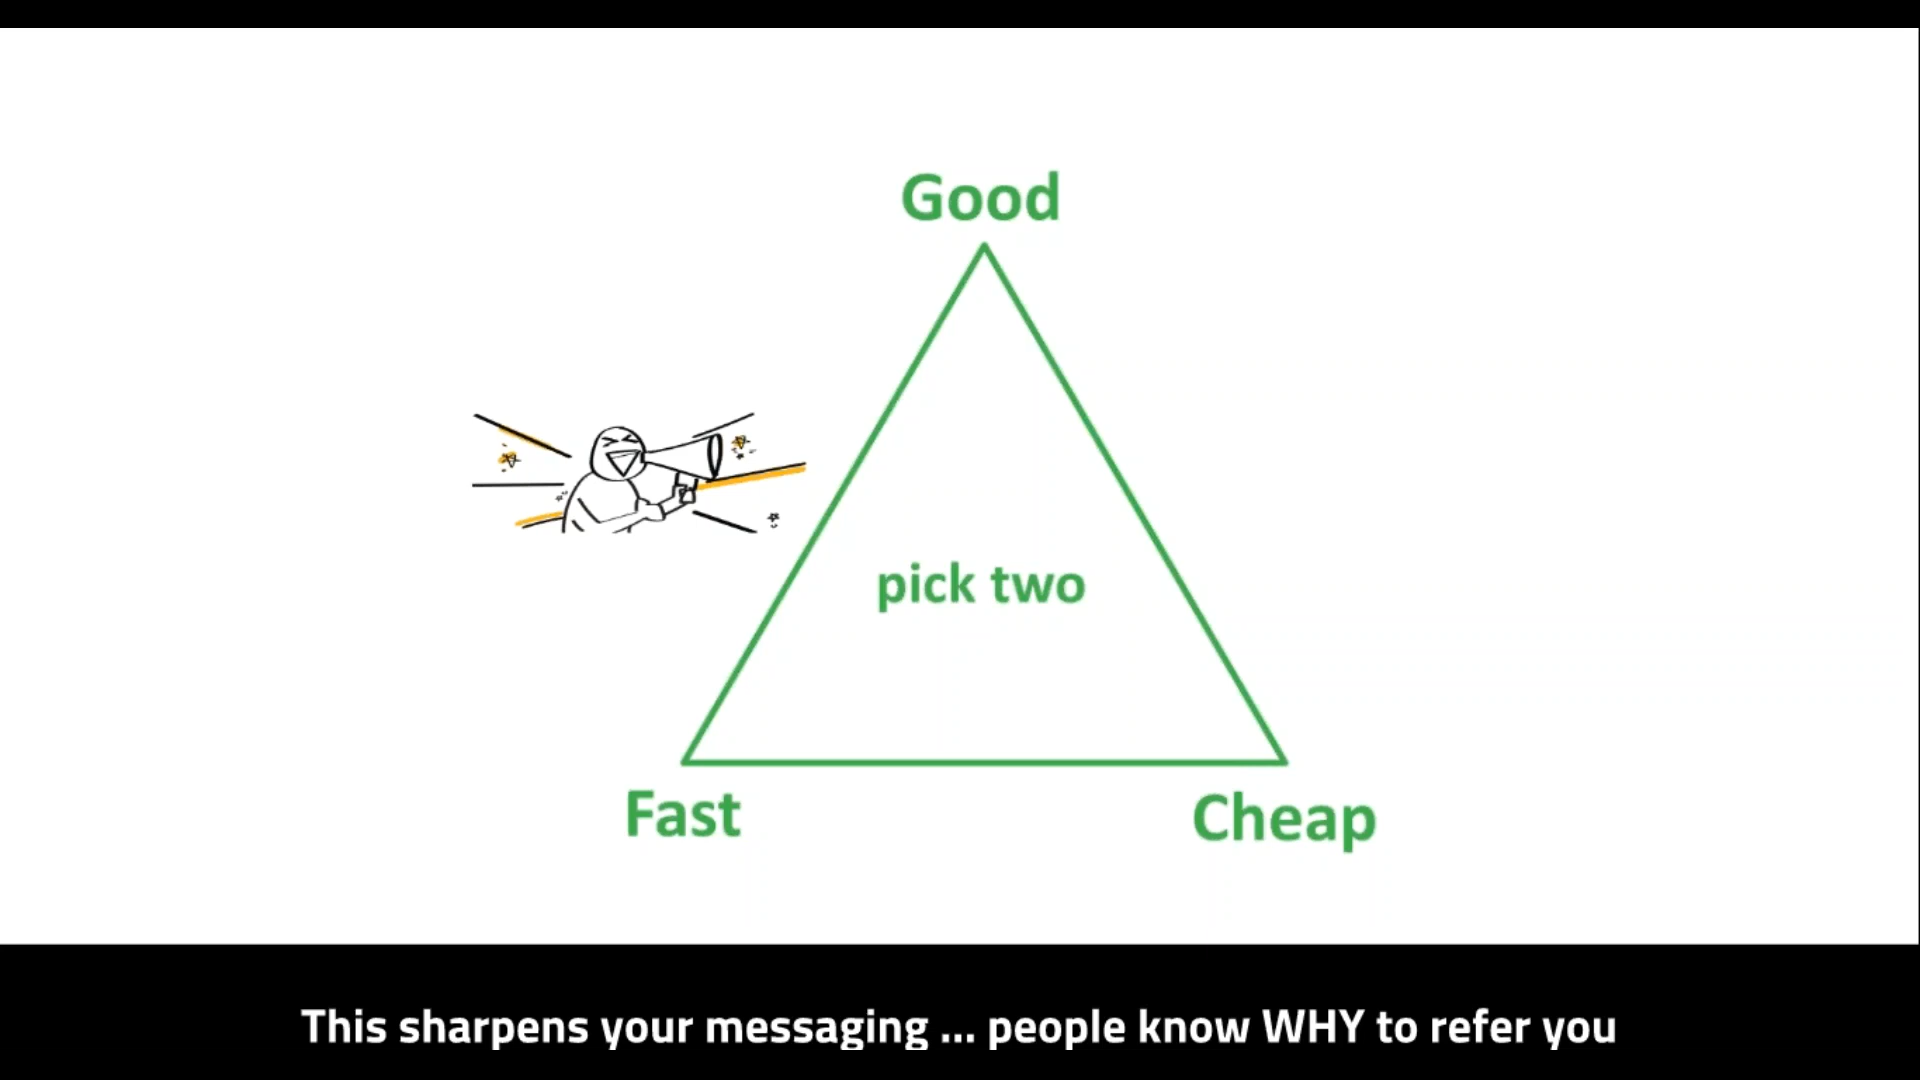 Good
pick two
Fast
Cheap
This sharpens your messaging ... people know WHY to refer you